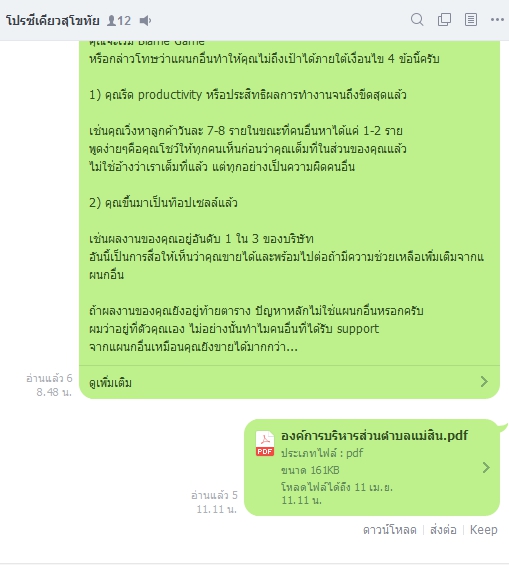 โปรซีเคียวสุโขทัย 12
คุณจะเริ่ม Blame Game
หรือกล่าวโทษว่าแผนกอื่นทำให้คุณไม่ถึงเป้าได้ภายใต้เงื่อนไข 4 ข้อนี้ครับ
1) คุณรีด productivity หรือประสิทธิผลการทำงานจนถึงขีดสุดแล้ว
เช่นคุณวิ่งหาลูกค้าวันละ 7-8 รายในขณะที่คนอื่นหาได้แค่ 1-2 ราย
พูดง่ายๆคือคุณโชว์ให้ทุกคนเห็นก่อนว่าคุณเต็มที่ในส่วนของคุณแล้ว
ไม่ใช่อ้างว่าเราเต็มที่แล้ว แต่ทุกอย่างเป็นความผิดคนอื่น
2) คุณขึ้นมาเป็นท็อปเซลล์แล้ว
เช่นผลงานของคุณอยู่อันดับ 1 ใน 3 ของบริษัท
อันนี้เป็นการสื่อให้เห็นว่าคุณขายได้และพร้อมไปต่อถ้ามีความช่วยเหลือเพิ่มเติมจากแ
ผนกอื่น
ถ้าผลงานของคุณยังอยู่ท้ายตาราง ปัญหาหลักไม่ใช่แผนกอื่นหรอกครับ
ผมว่าอยู่ที่ตัวคุณเอง ไม่อย่างนั้นทำไมคนอื่นที่ได้รับ support
จากแผนกอื่นเหมือนคุณยังขายได้มากกว่า...
อ่านแล้ว 6
8.48 น.
ดูเพิ่มเติม
องค์การบริหารส่วนตำบลแม่สิน.pdf
PDF
ประเภทไฟล์ : pdf
ขนาด 161KB
โหลดไฟล์ได้ถึง 11 เม.ย.
11.11 น.
อ่านแล้ว 5
11.11 น.
ดาวน์โหลด | ส่งต่อ | Keep